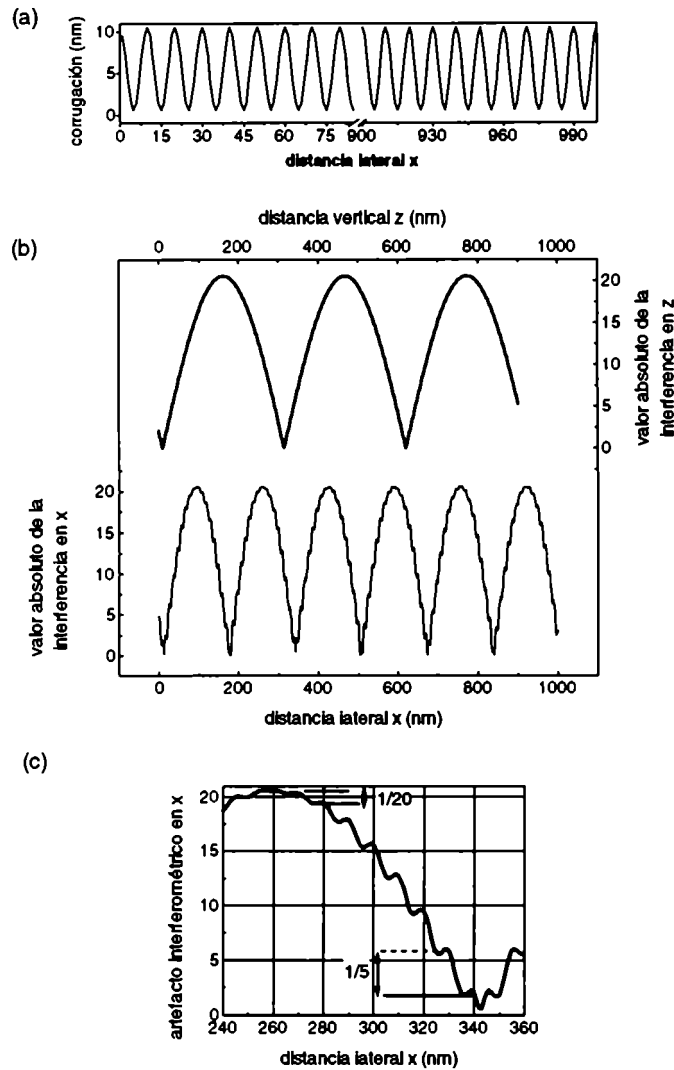 (a)
corrugación (nm)
10
5
0
0 15 30 45 60 75 900 930 960 990
distancia lateral x
distancia vertical z (nm)
(b)
0 200 400 600 800 1000
20
15
10
5
0
valor absoluto de la
interferencia en z
valor absoluto de la
interferencia en x
20
15
10
5
0
0 200 400 600 800 1000
distancia lateral x (nm)
(c)
artefacto interferométrico en x
20
15
10
5
0
1/20
1/5
240 260 280 300 320 340 360
distancia lateral x (nm)